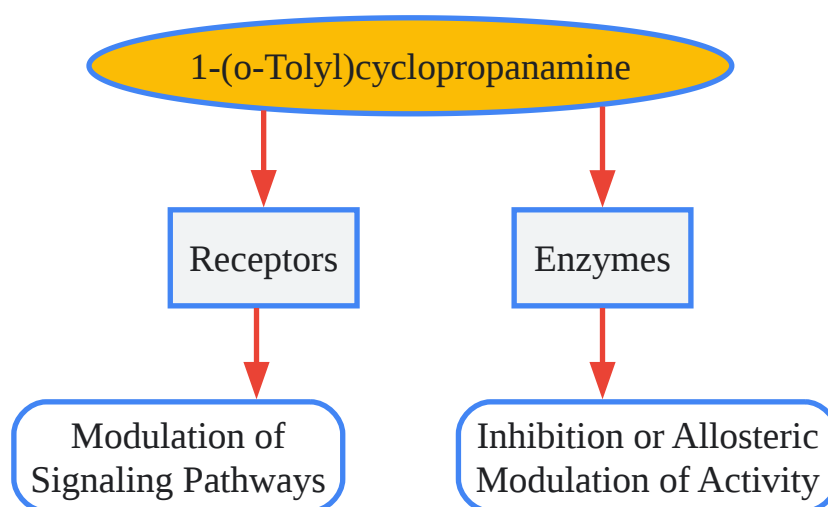 1-(o-Tolyl)cyclopropanamine
Receptors
Enzymes
Modulation of
Signaling Pathways
Inhibition or Allosteric
Modulation of Activity